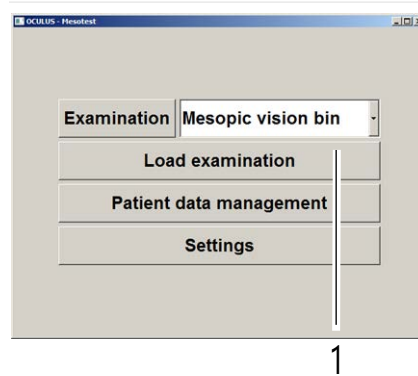 OCULUS - Mesotest
Examination Mesopic vision bin
Load examination
Patient data management
Settings
1